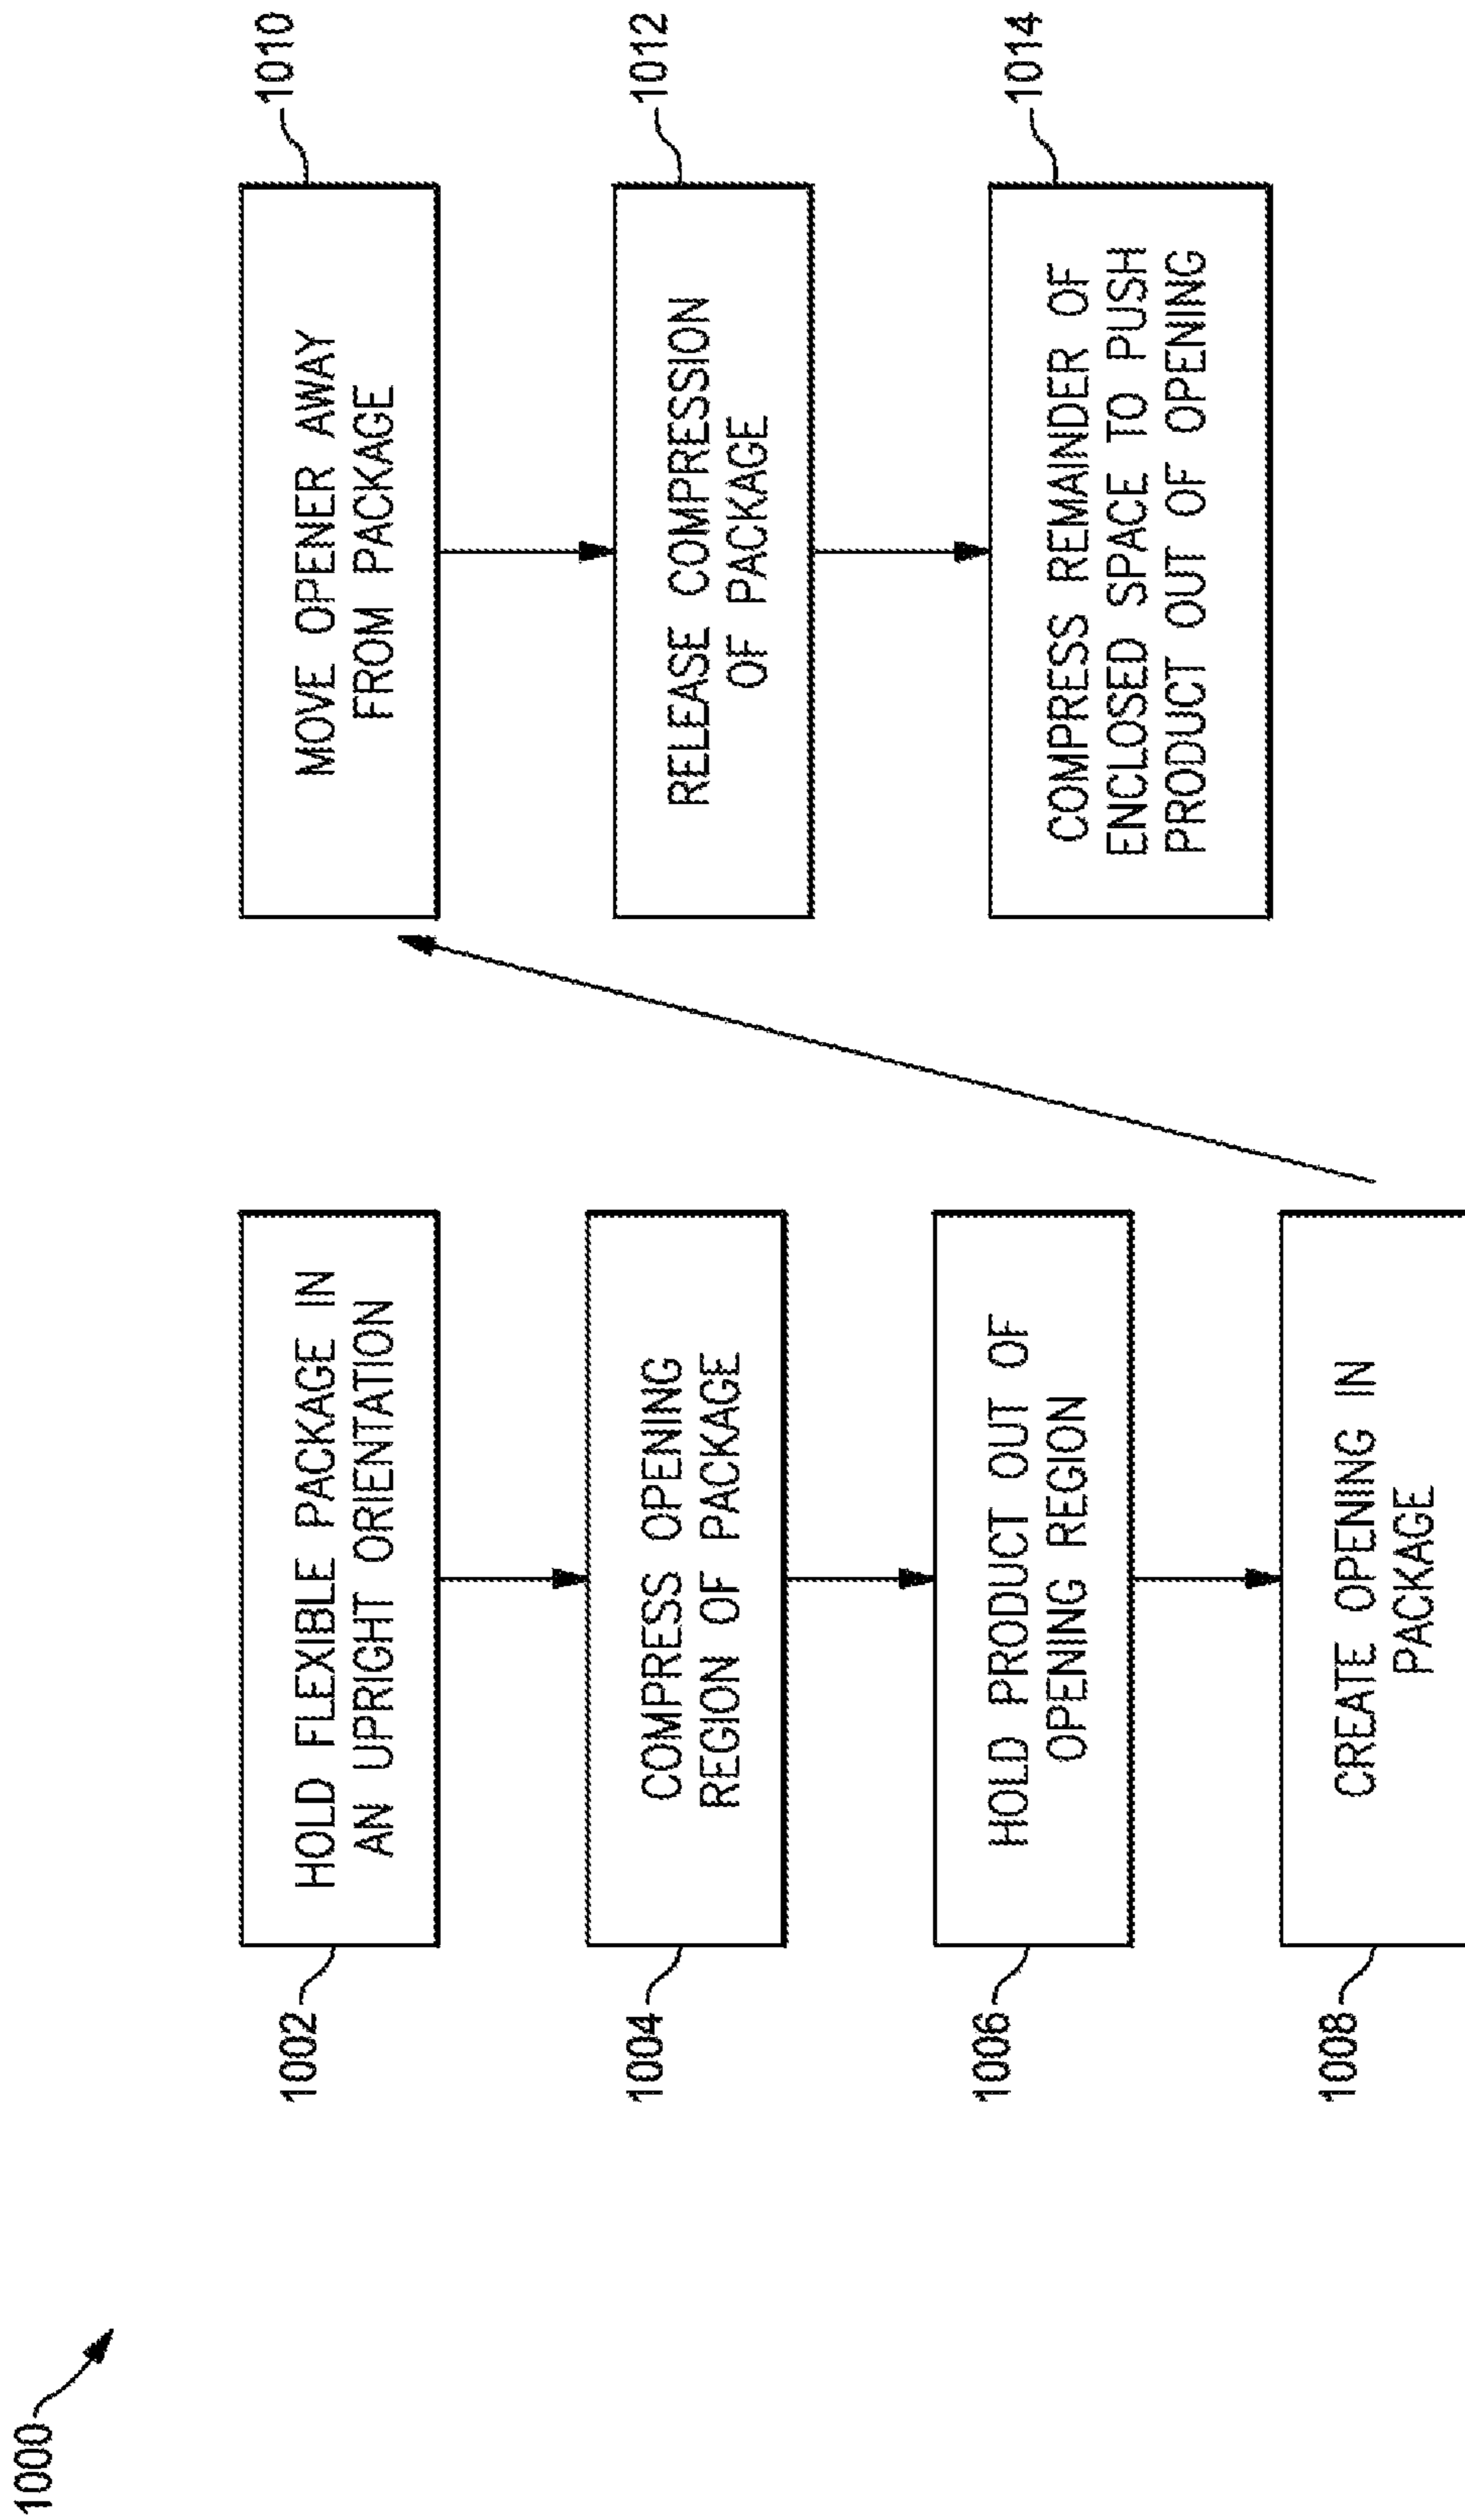 1000
1002
HOLD FLEXIBLE PACKAGE IN
AN UPRIGHT ORIENTATION
1004
COMPRESS OPENING
REGION OF PACKAGE
1006
HOLD PRODUCT OUT OF
OPENING REGION
1008
CREATE OPENING IN
PACKAGE
1010
MOVE OPENER AWAY
FROM PACKAGE
1012
RELEASE COMPRESSION
OF PACKAGE
1014
COMPRESS REMAINDER OF
ENCLOSED SPACE TO PUSH
PRODUCT OUT OF OPENING